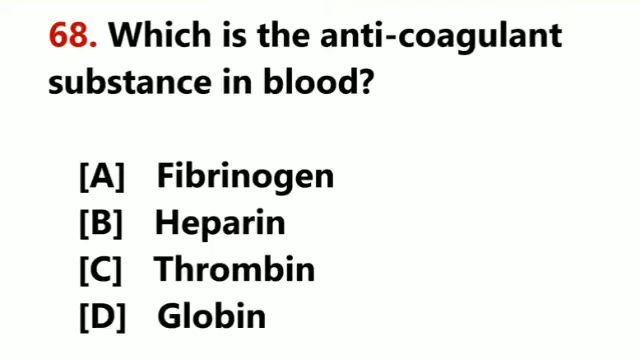 68. Which is the anti-coagulant
substance in blood?
[A] Fibrinogen
[B] Heparin
[C] Thrombin
[D] Globin